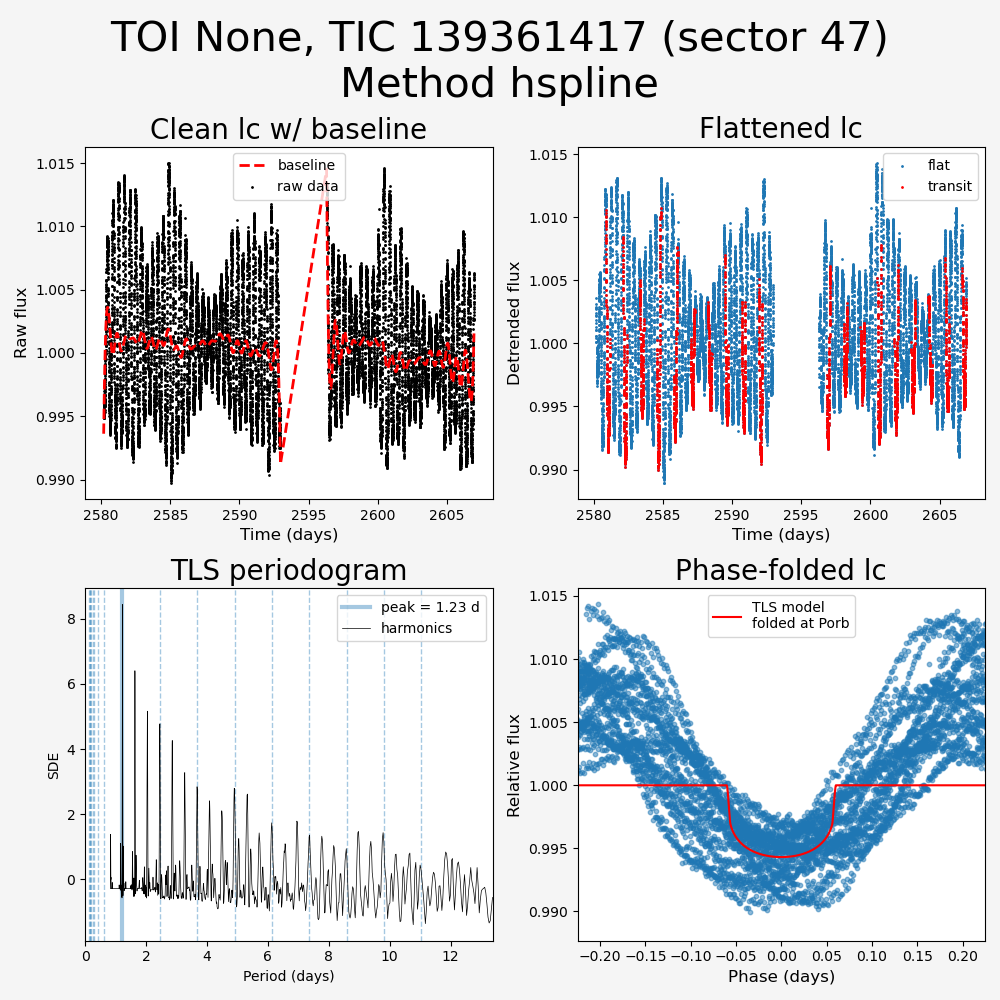 TOI None, TIC 139361417 (sector 47)
Method hspline
Clean lc w/ baseline
baseline
raw data
1.015
1.010
1.005
1.000
0.995
0.990
Raw flux
2580 2585 2590 2595 2600 2605
Time (days)
Flattened lc
flat
transit
1.015
1.010
1.005
1.000
0.995
0.990
Detrended flux
2580 2585 2590 2595 2600 2605
Time (days)
TLS periodogram
peak = 1.23 d
harmonics
8
6
4
2
0
SDE
0 2 4 6 8 10 12
Period (days)
Phase-folded lc
TLS model
folded at Porb
1.015
1.010
1.005
1.000
0.995
0.990
Relative flux
−0.20 −0.15 −0.10 −0.05 0.00 0.05 0.10 0.15 0.20
Phase (days)